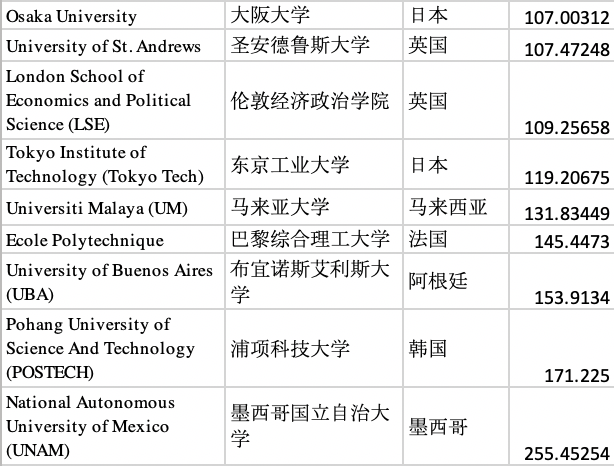 Osaka University 大阪大学 日本 107.00312
University of St. Andrews 圣安德鲁斯大学 英国 107.47248
London School of
Economics and Political 伦敦经济政治学院 英国
Science (LSE) 109.25658
Tokyo Institute of 东京工业大学 日本
Technology (Tokyo Tech) 119.20675
Universiti Malaya (UM) 马来亚大学 马来西亚 131.83449
Ecole Polytechnique 巴黎综合理工大学 法国 145.4473
University of Buenos Aires 布宜诺斯艾利斯大 阿根廷
(UBA) 学 153.9134
Pohang University of
Science And Technology 浦项科技大学 韩国
(POSTECH) 171.225
National Autonomous
University of Mexico 墨西哥国立自治大 墨西哥
(UNAM) 学 255.45254